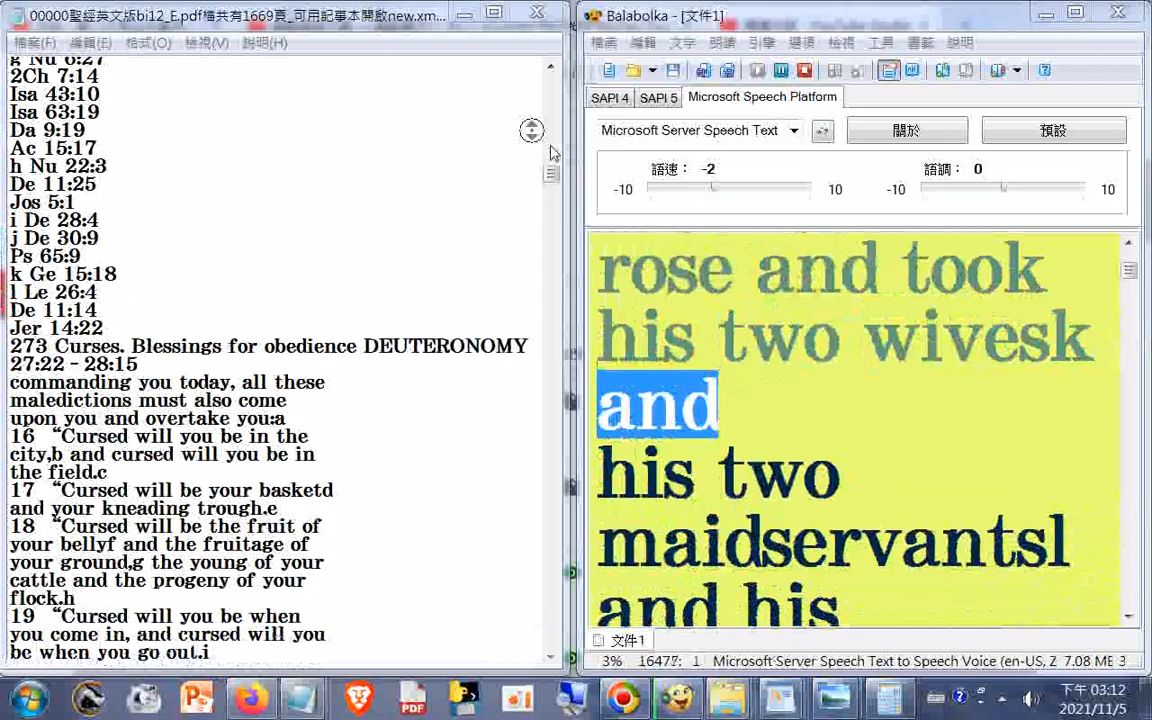 00000聖經英文版bi12_E.pdf檔共有1669頁_可用記事本開啟new.xm...
檔案(F) 編輯(E) 格式(O) 檢視(V) 說明(H)
g Nu 6:27
2Ch 7:14
Isa 43:10
Isa 63:19
Da 9:19
Ac 15:17
h Nu 22:3
De 11:25
Jos 5:1
i De 28:4
j De 30:9
Ps 65:9
k Ge 15:18
l Le 26:4
De 11:14
Jer 14:22
273 Curses. Blessings for obedience DEUTERONOMY
27:22 – 28:15
commanding you today, all these
maledictions must also come
upon you and overtake you:a
16 “Cursed will you be in the
city,b and cursed will you be in
the field.c
17 “Cursed will be your basketd
and your kneading trough.e
18 “Cursed will be the fruit of
your bellyf and the fruitage of
your ground,g the young of your
cattle and the progeny of your
flock.h
19 “Cursed will you be when
you come in, and cursed will you
be when you go out.i
Balabolka - [文件1]
檔案 編輯 文字 朗讀 引擎 選項 檢視 工具 書籤 說明
SAPI 4 SAPI 5 Microsoft Speech Platform
Microsoft Server Speech Text 關於 預設
語速： -2 語調： 0
-10 10 -10 10
rose and took
his two wivesk
and
his two
maidservantsl
and his
文件1
3% 16477: 1 Microsoft Server Speech Text to Speech Voice (en-US, Z 7.08 MB 3
PDF
下午 03:12
2021/11/5